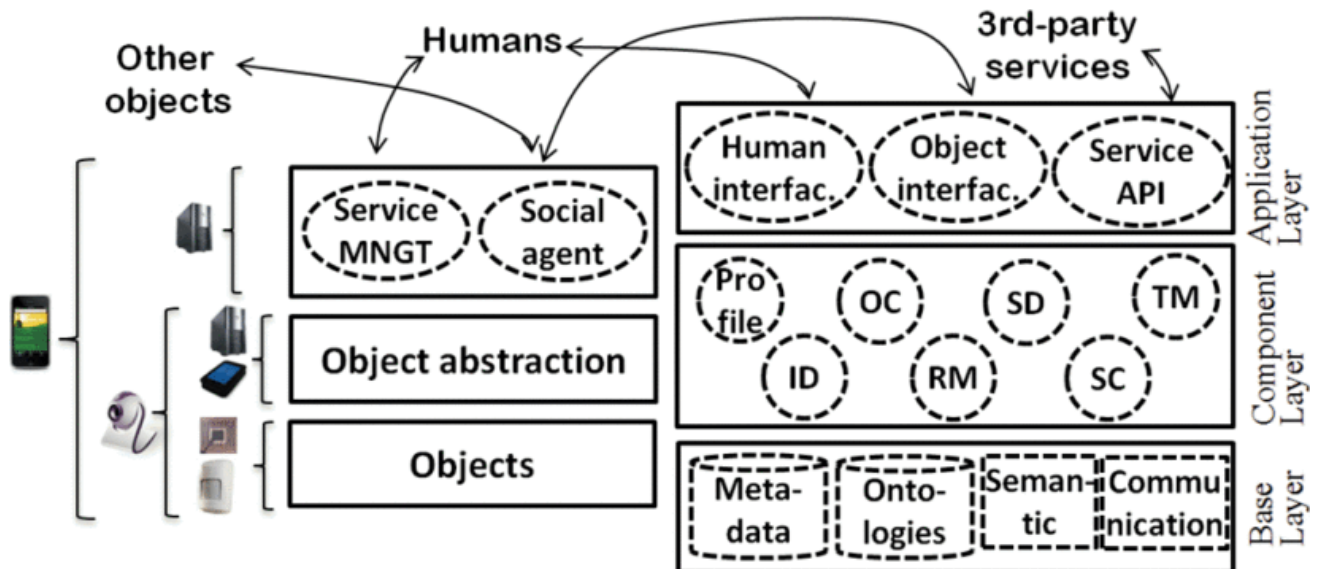 Other
objects
Humans
3rd-party
services
Service
MNGT
Social
agent
Object abstraction
Objects
Human
interfac.
Object
interfac.
Service
API
Application
Layer
Pro
file
OC
SD
TM
ID
RM
SC
Component
Layer
Meta-
data
Onto-
logies
Seman-
tic
Commu
nication
Base
Layer